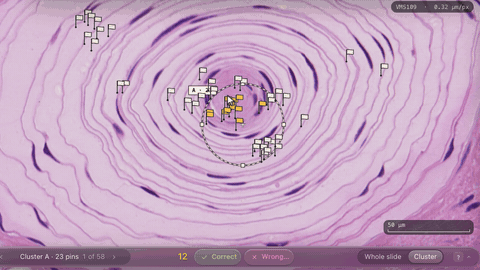 VMS109 · 0.32 µm/px
50 µm
Cluster A · 23 pins 1 of 58
12
✓ Correct
× Wrong…
Whole slide
Cluster
?